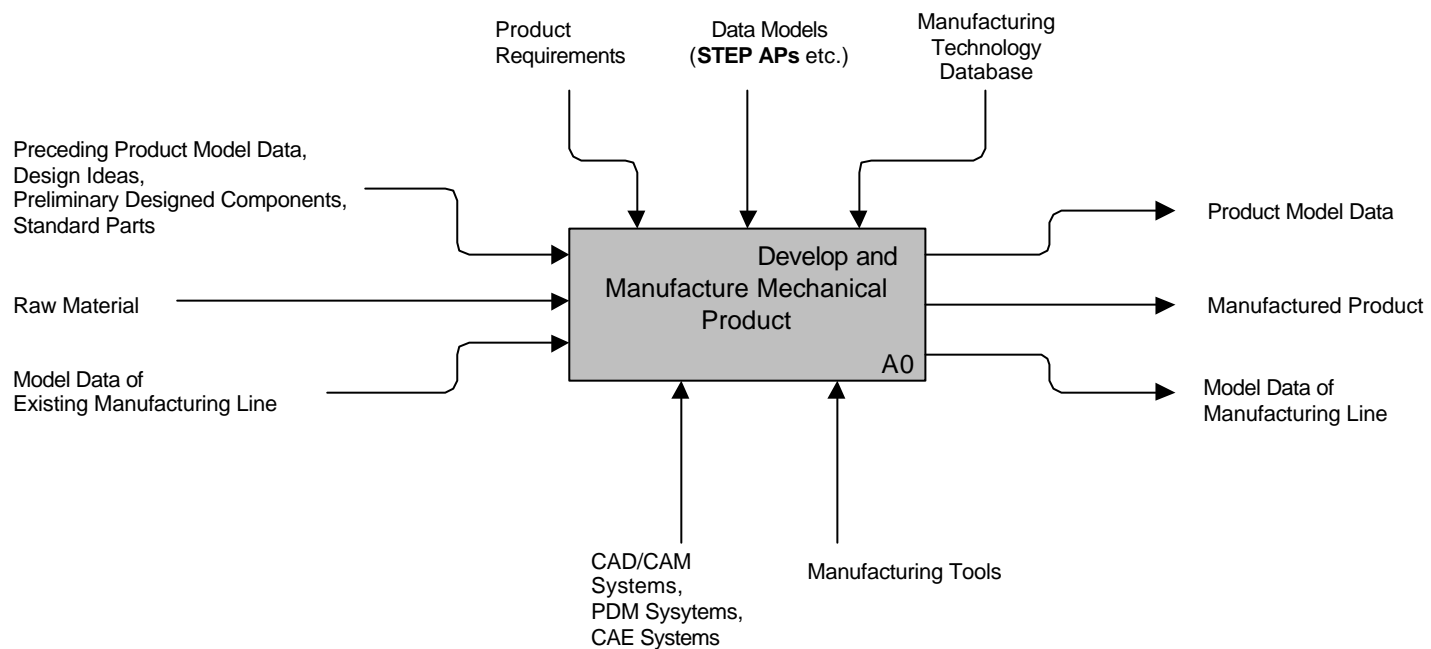 Product
Requirements
Data Models
(STEP APs etc.)
Manufacturing
Technology
Database
Preceding Product Model Data,
Design Ideas,
Preliminary Designed Components,
Standard Parts
Raw Material
Model Data of
Existing Manufacturing Line
Develop and
Manufacture Mechanical
Product
A0
Product Model Data
Manufactured Product
Model Data of
Manufacturing Line
CAD/CAM
Systems,
PDM Sysytems,
CAE Systems
Manufacturing Tools